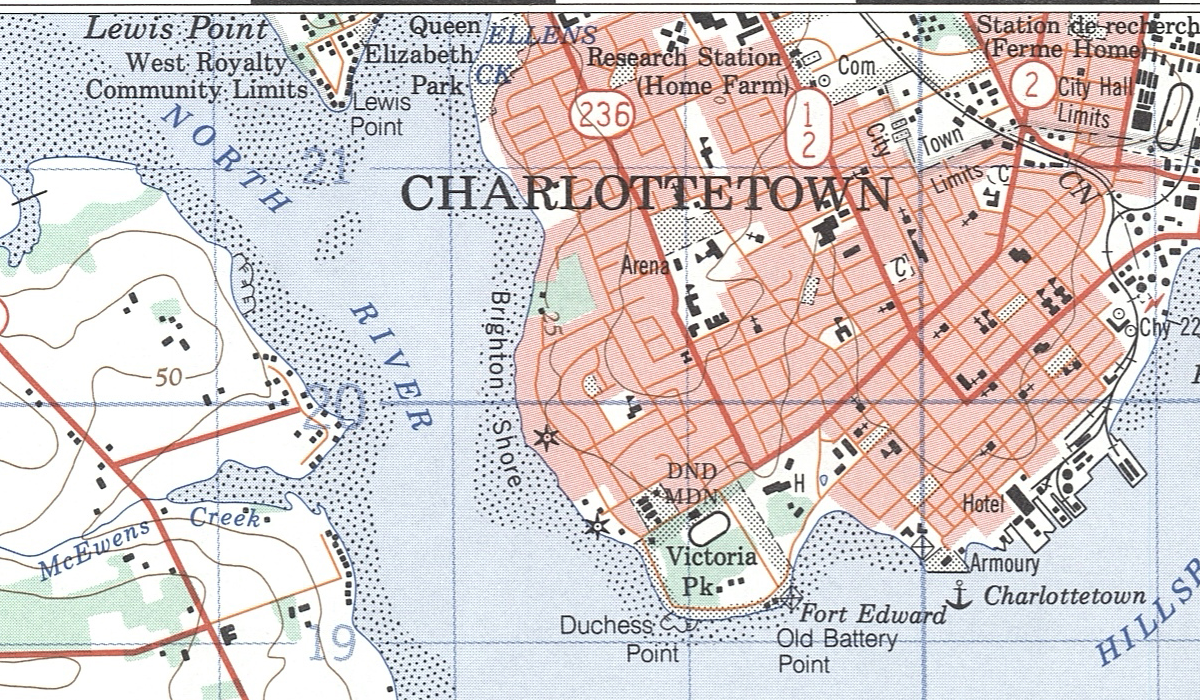 Lewis Point
West Royalty
Community Limits
Lewis
Point
Queen
Elizabeth
Park
ELLENS
CK
Research Station
(Home Farm)
236
1
2
Com.
Station de recherch
(Ferme Home)
2
City Hall
Limits
City
Town
Limits
C
CN
NORTH
RIVER
21
CHARLOTTETOWN
Arena
C
25
Brighton
Shore
50
20
Chy 22
DND
MDN
H
Hotel
McEwens
Creek
Victoria
Pk
Armoury
Charlottetown
Fort Edward
Old Battery
Point
Duchess
Point
19
HILLSB